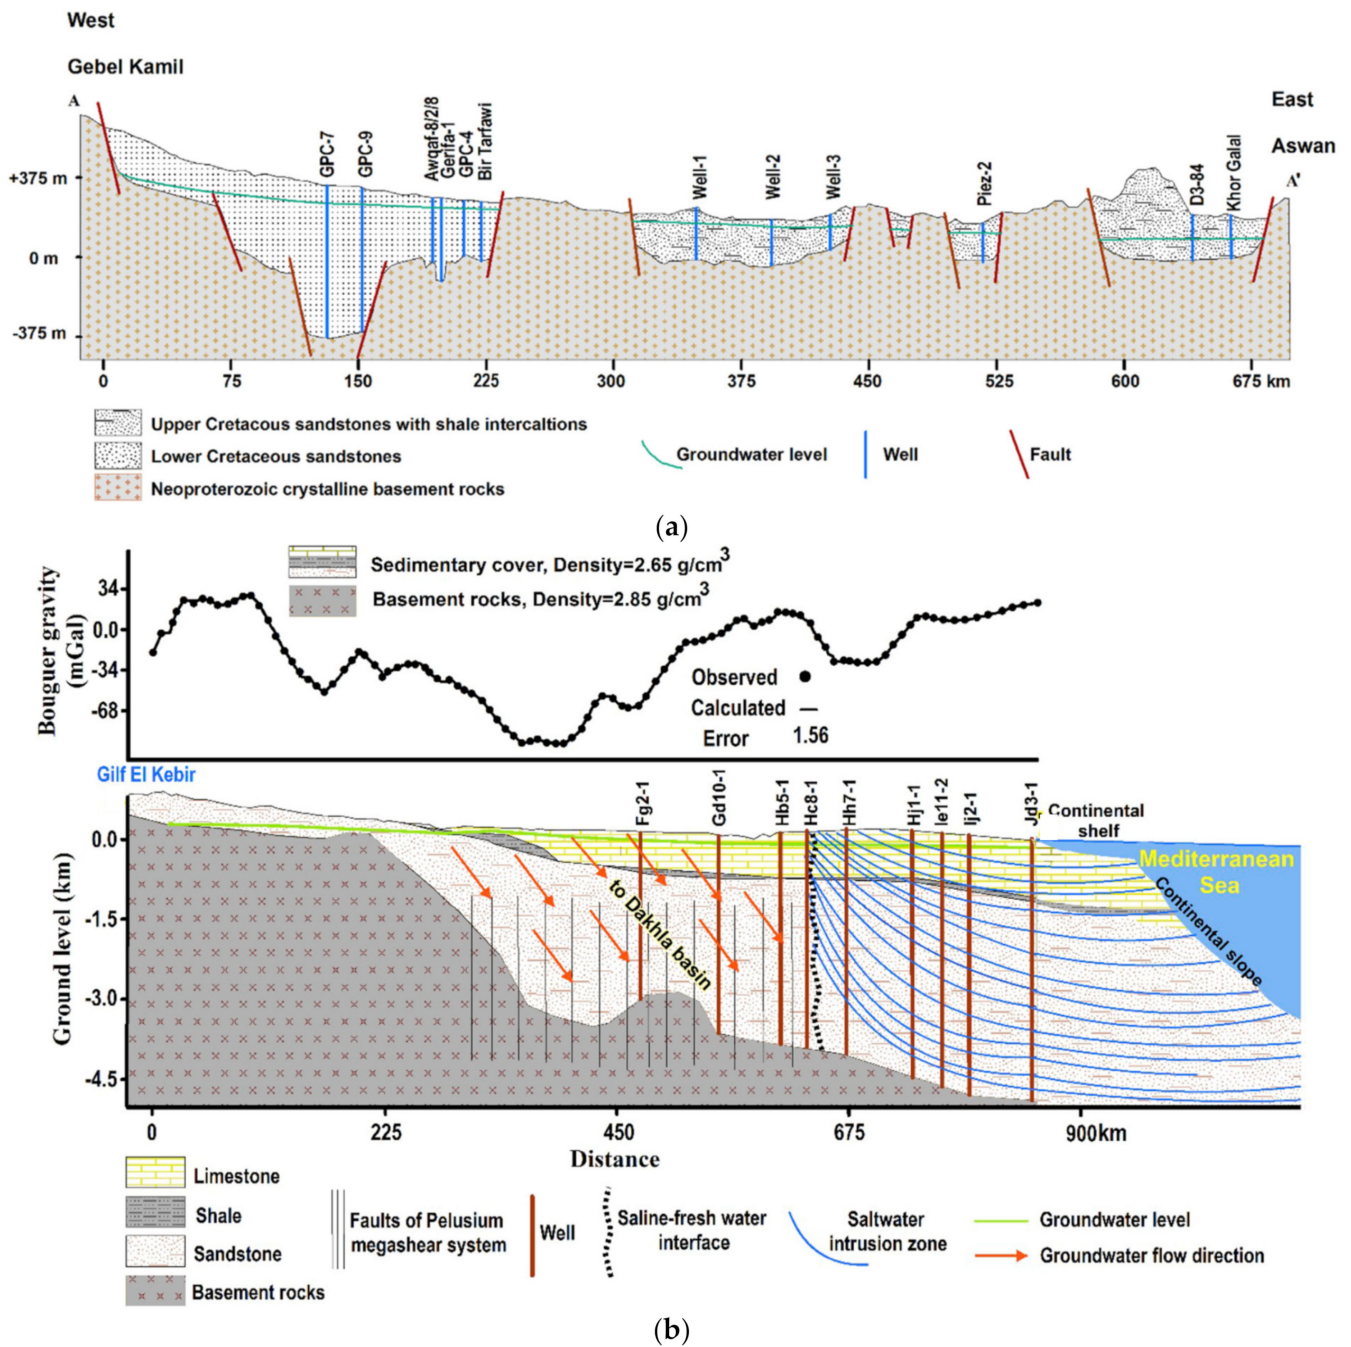 West
Gebel Kamil
A
East
Aswan
A'
GPC-7
GPC-9
Awqaf-8/2/8
Gerifa-1
GPC-4
Bir Tarfawi
Well-1
Well-2
Well-3
Piez-2
D3-84
Khor Galal
+375 m
0 m
-375 m
0 75 150 225 300 375 450 525 600 675 km
Upper Cretacous sandstones with shale intercaltions
Lower Cretaceous sandstones
Neoproterozoic crystalline basement rocks
Groundwater level
Well
Fault
(a)
Sedimentary cover, Density=2.65 g/cm3
Basement rocks, Density=2.85 g/cm3
Bouguer gravity
(mGal)
34
0.0
-34
-68
Observed
Calculated
Error 1.56
Gilf El Kebir
Fg2-1
Gd10-1
Hb5-1
Hc8-1
Hh7-1
Hj1-1
Ie11-2
Ij2-1
Jd3-1
Continental
shelf
Mediterranean
Sea
Continental slope
to Dakhla basin
Ground level (km)
0.0
-1.5
-3.0
-4.5
0 225 450 675 900km
Distance
Limestone
Shale
Sandstone
Basement rocks
Faults of Pelusium
megashear system
Well
Saline-fresh water
interface
Saltwater
intrusion zone
Groundwater level
Groundwater flow direction
(b)